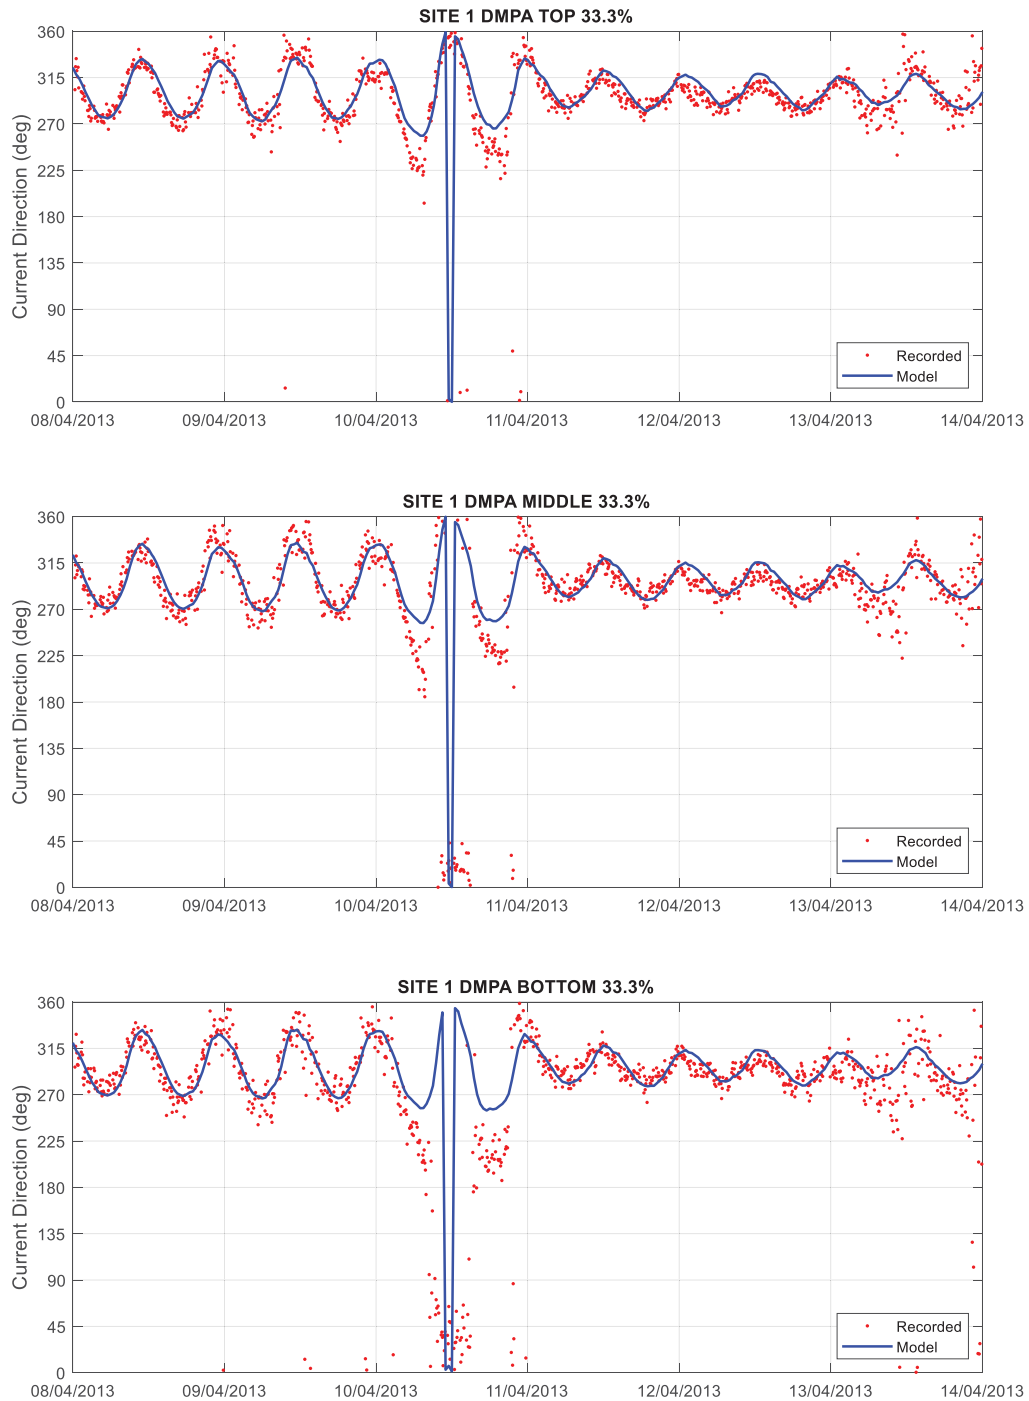 SITE 1 DMPA TOP 33.3%
Current Direction (deg)
360
315
270
225
180
135
90
45
0
Recorded
Model
08/04/2013 09/04/2013 10/04/2013 11/04/2013 12/04/2013 13/04/2013 14/04/2013
SITE 1 DMPA MIDDLE 33.3%
Current Direction (deg)
360
315
270
225
180
135
90
45
0
Recorded
Model
08/04/2013 09/04/2013 10/04/2013 11/04/2013 12/04/2013 13/04/2013 14/04/2013
SITE 1 DMPA BOTTOM 33.3%
Current Direction (deg)
360
315
270
225
180
135
90
45
0
Recorded
Model
08/04/2013 09/04/2013 10/04/2013 11/04/2013 12/04/2013 13/04/2013 14/04/2013